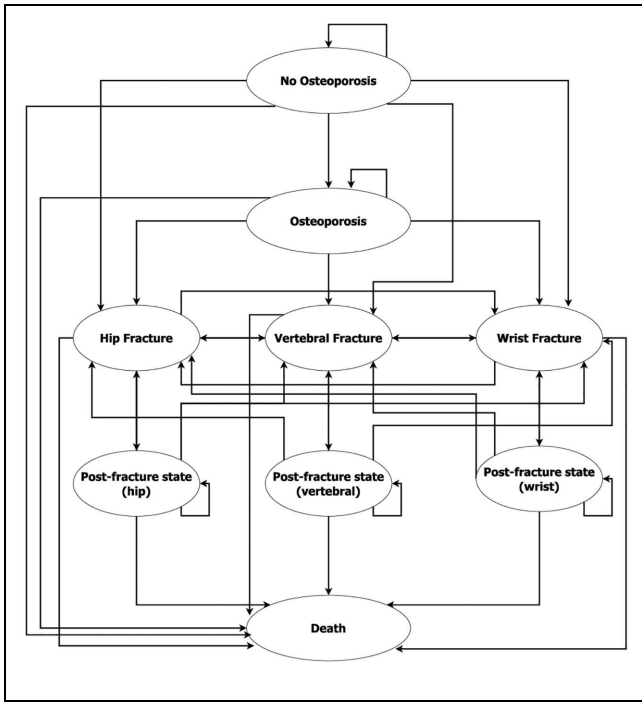 No Osteoporosis
Osteoporosis
Hip Fracture
Vertebral Fracture
Wrist Fracture
Post-fracture state
(hip)
Post-fracture state
(vertebral)
Post-fracture state
(wrist)
Death